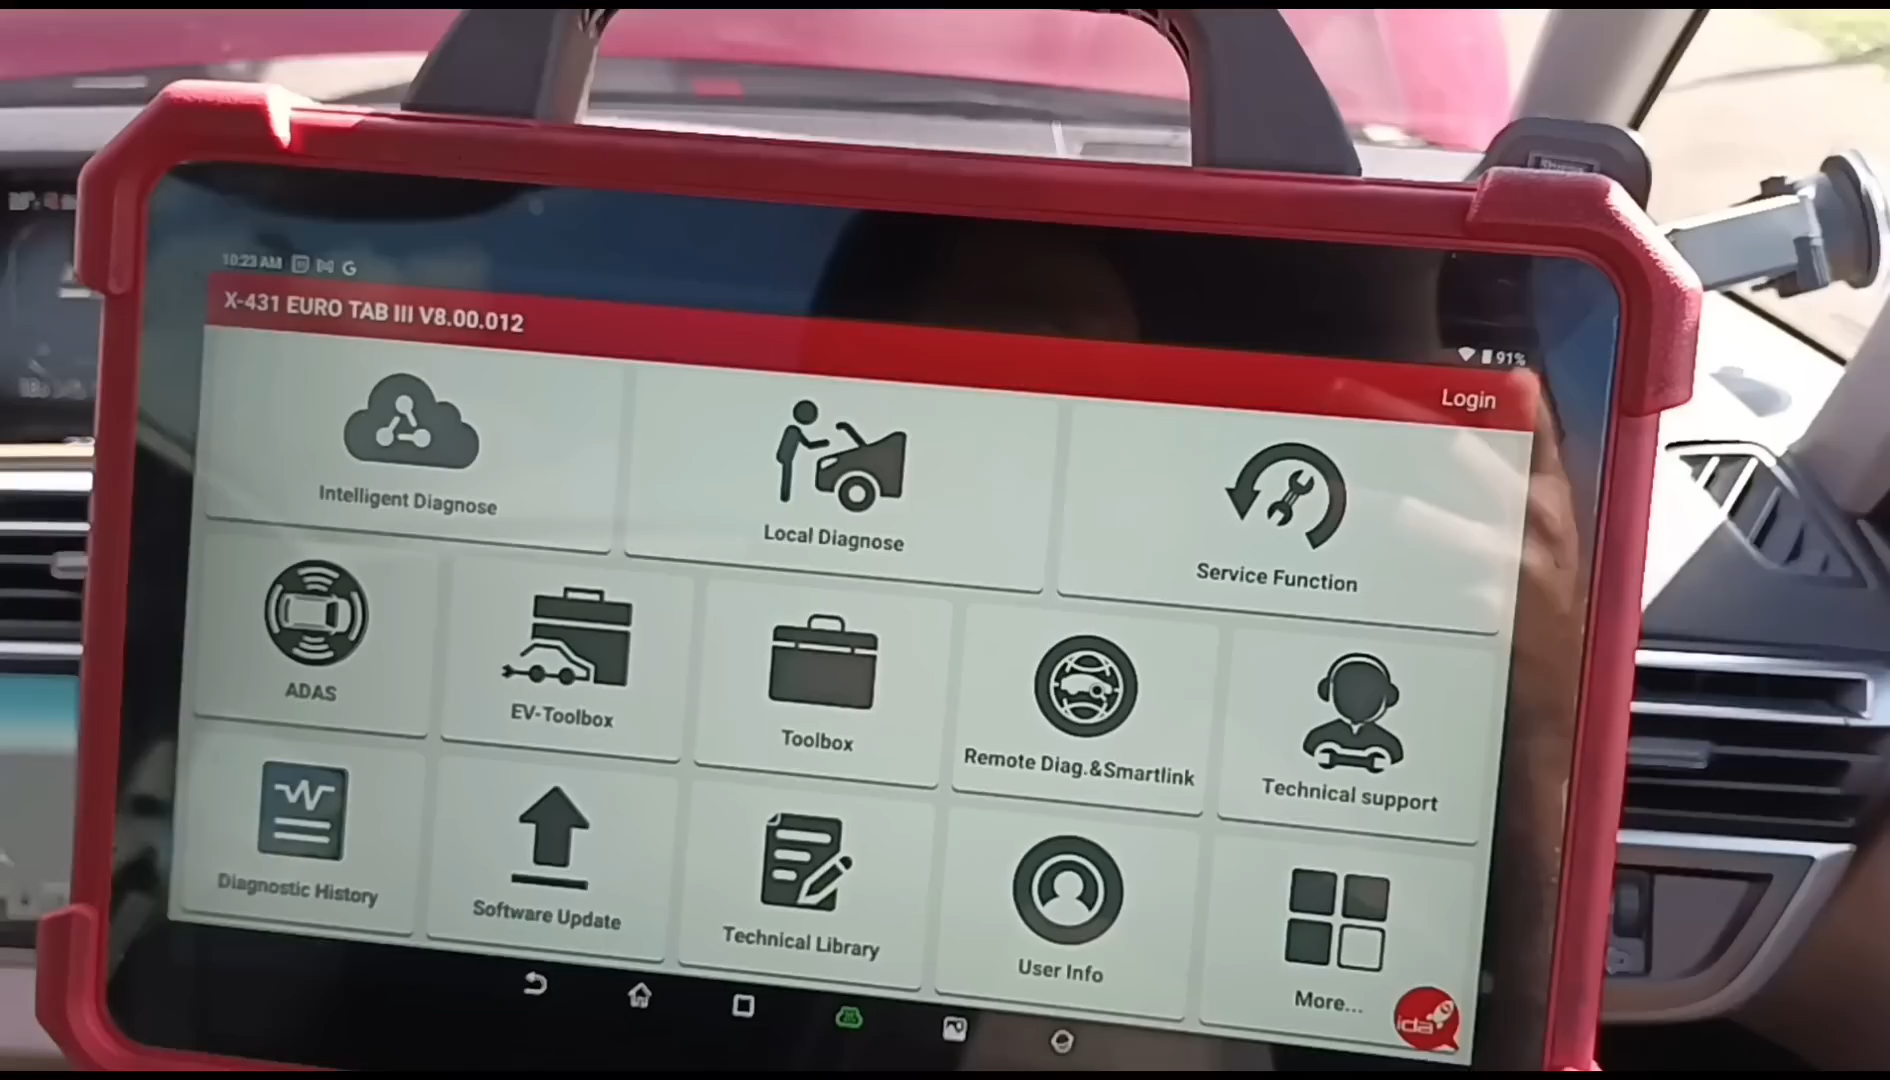 10:23 AM
X-431 EURO TAB III V8.00.012
91%
Login
Intelligent Diagnose
Local Diagnose
Service Function
ADAS
EV-Toolbox
Toolbox
Remote Diag.&Smartlink
Technical support
Diagnostic History
Software Update
Technical Library
User Info
More...
ida